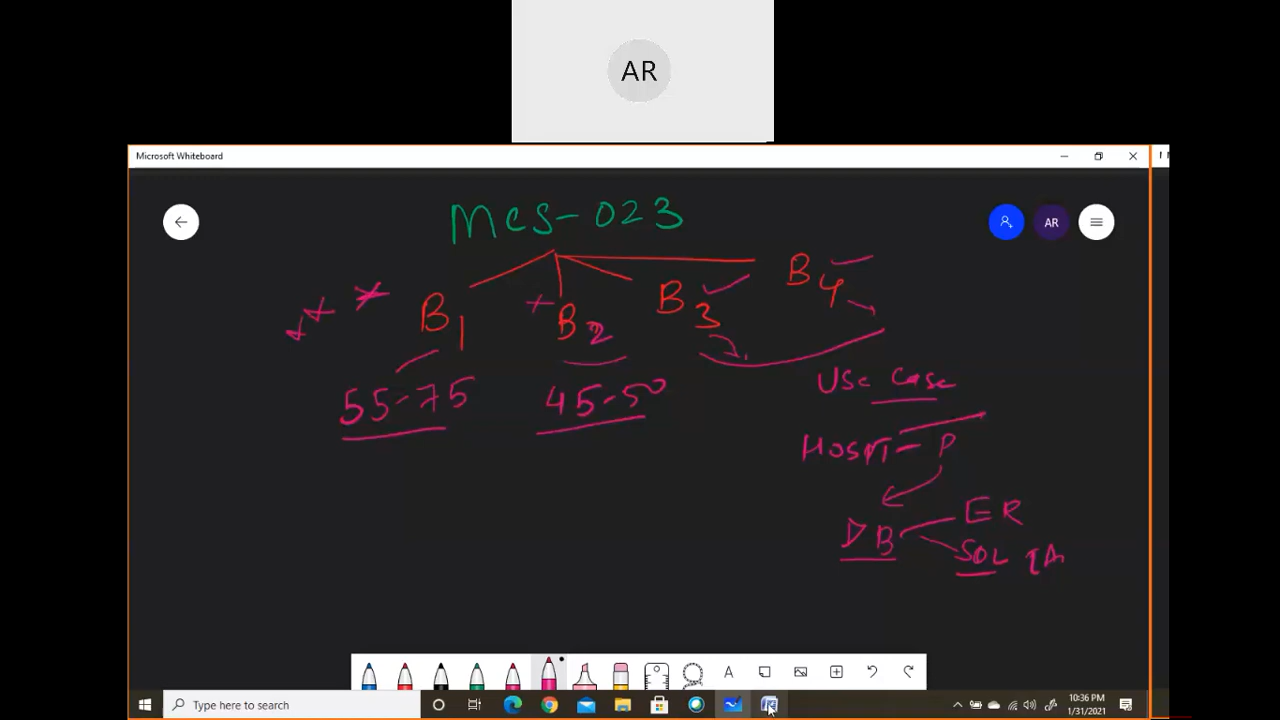 AR
Microsoft Whiteboard
MCS-023
AR
B1
B2
B3
B4
55-75
45-50
Use Case
HOSPI- P
DB
ER
SQL
Type here to search
10:36 PM
1/31/2021